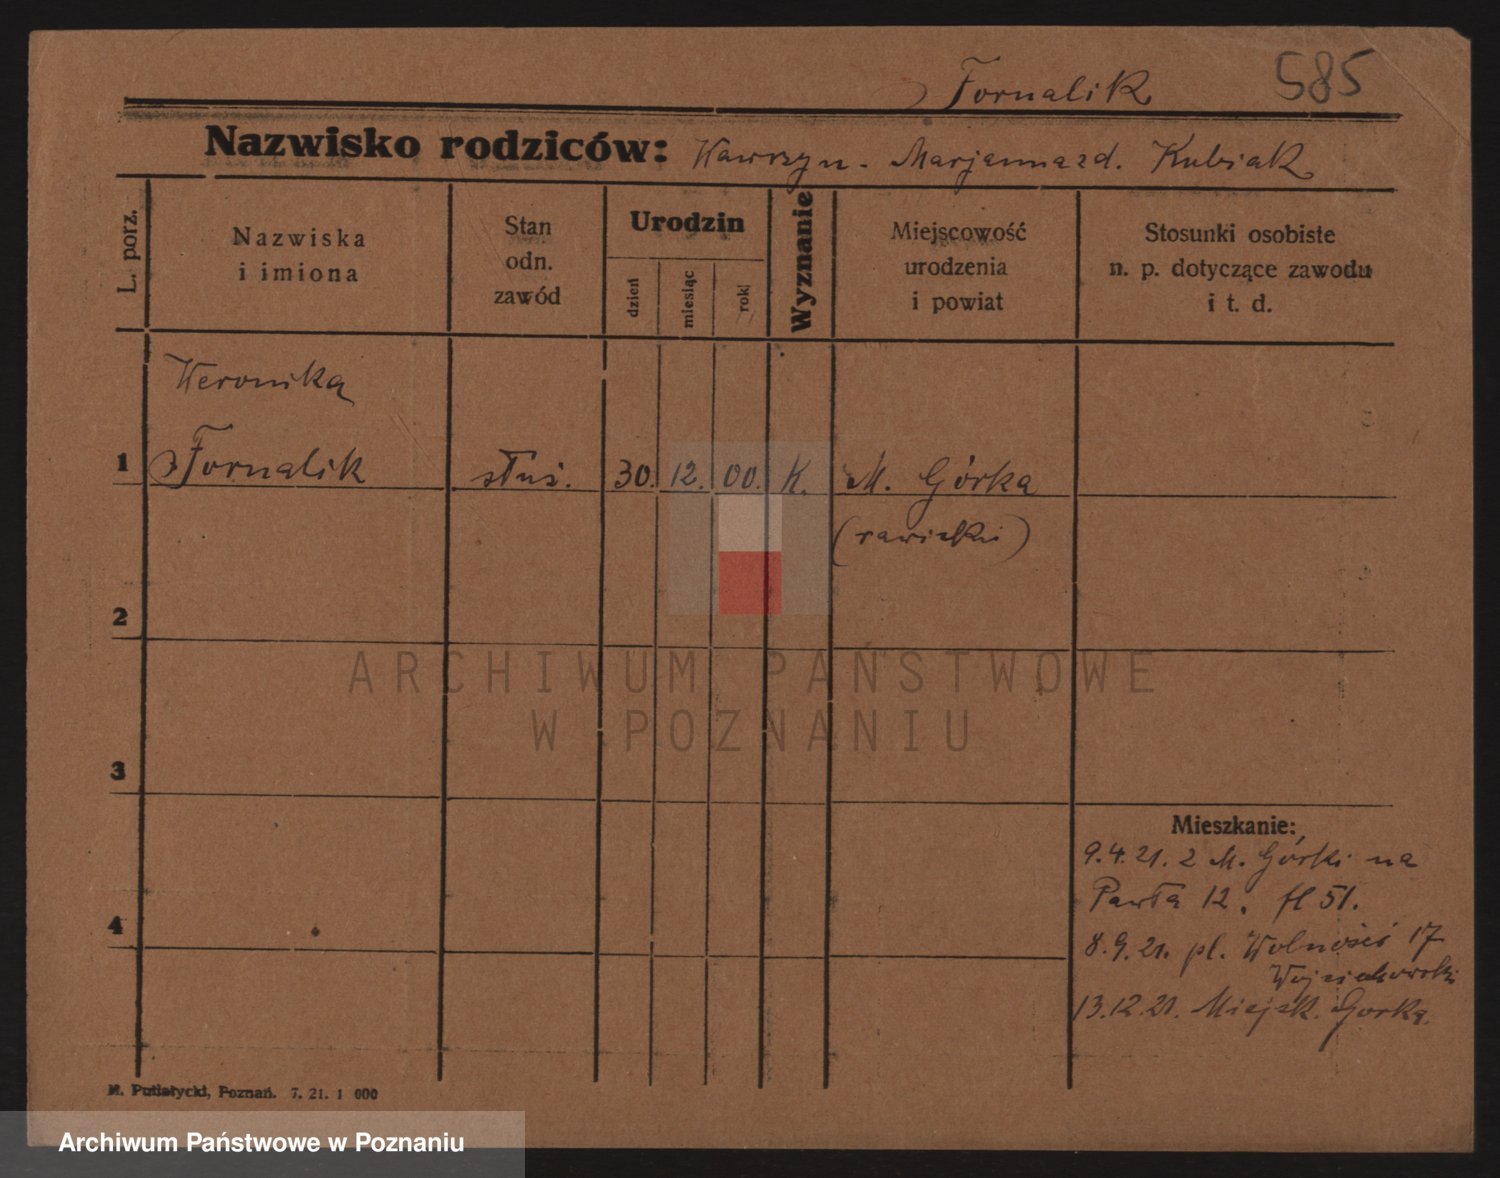 Fornalik 585
Nazwisko rodziców: Wawrzyn. Marjanna zd. Kubiak
L. porz.
Nazwiska
i imiona
Stan
odn.
zawód
Urodzin
dzień
miesiąc
rok
Wyznanie
Miejscowość
urodzenia
i powiat
Stosunki osobiste
n. p. dotyczące zawodu
i t. d.
Weronika
1 Fornalik służ. 30. 12. 00. K. M. Górka
(rawicki)
2
ARCHIWUM PAŃSTWOWE
W POZNANIU
3
Mieszkanie:
9.4.21. z M. Górki na
Pawła 12. 51.
4
8.9.21. pl. Wolności 17
Wojciechowski
13.12.21. Miejsk. Gorka.
M. Putiatycki, Poznań. 7. 21. 1 000
Archiwum Państwowe w Poznaniu